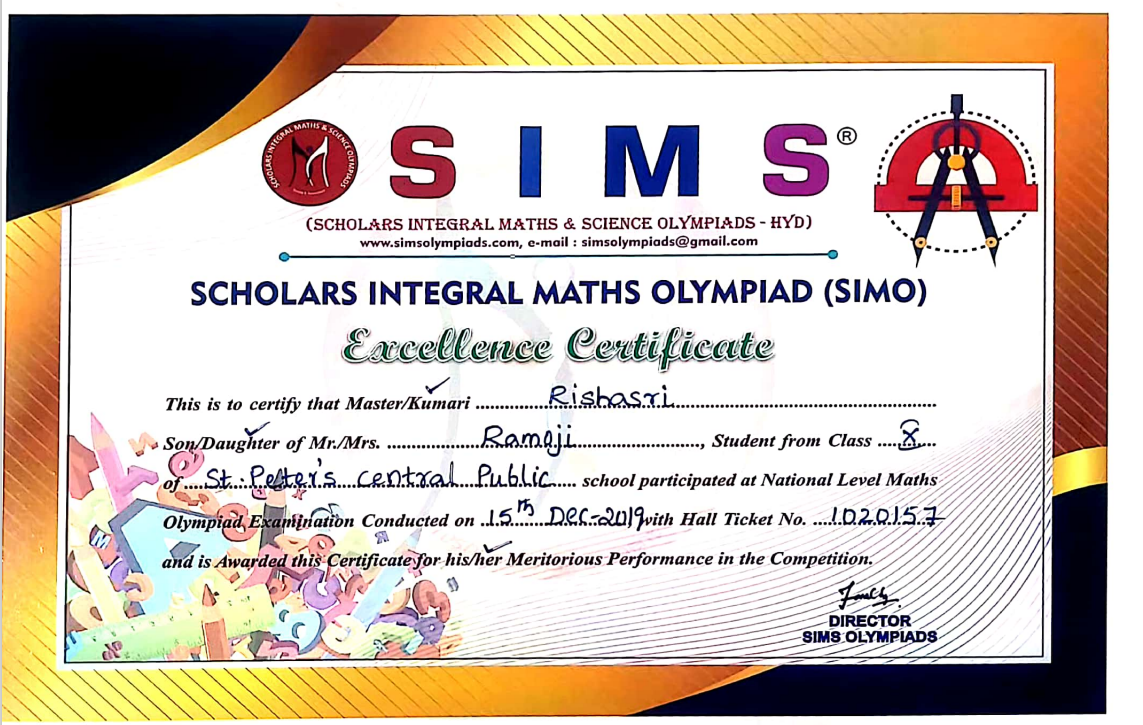 SCHOLARS INTEGRAL MATHS & SCIENCE OLYMPIADS
S I M S ®
(SCHOLARS INTEGRAL MATHS & SCIENCE OLYMPIADS - HYD)
www.simsolympiads.com, e-mail : simsolympiads@gmail.com
SCHOLARS INTEGRAL MATHS OLYMPIAD (SIMO)
Excellence Certificate
This is to certify that Master/Kumari Rishasri
Son/Daughter of Mr./Mrs. Ramoji, Student from Class X
of St. Peter's Central Public school participated at National Level Maths
Olympiad Examination Conducted on 15th Dec-2019 with Hall Ticket No. 1020157
and is Awarded this Certificate for his/her Meritorious Performance in the Competition.
DIRECTOR
SIMS OLYMPIADS